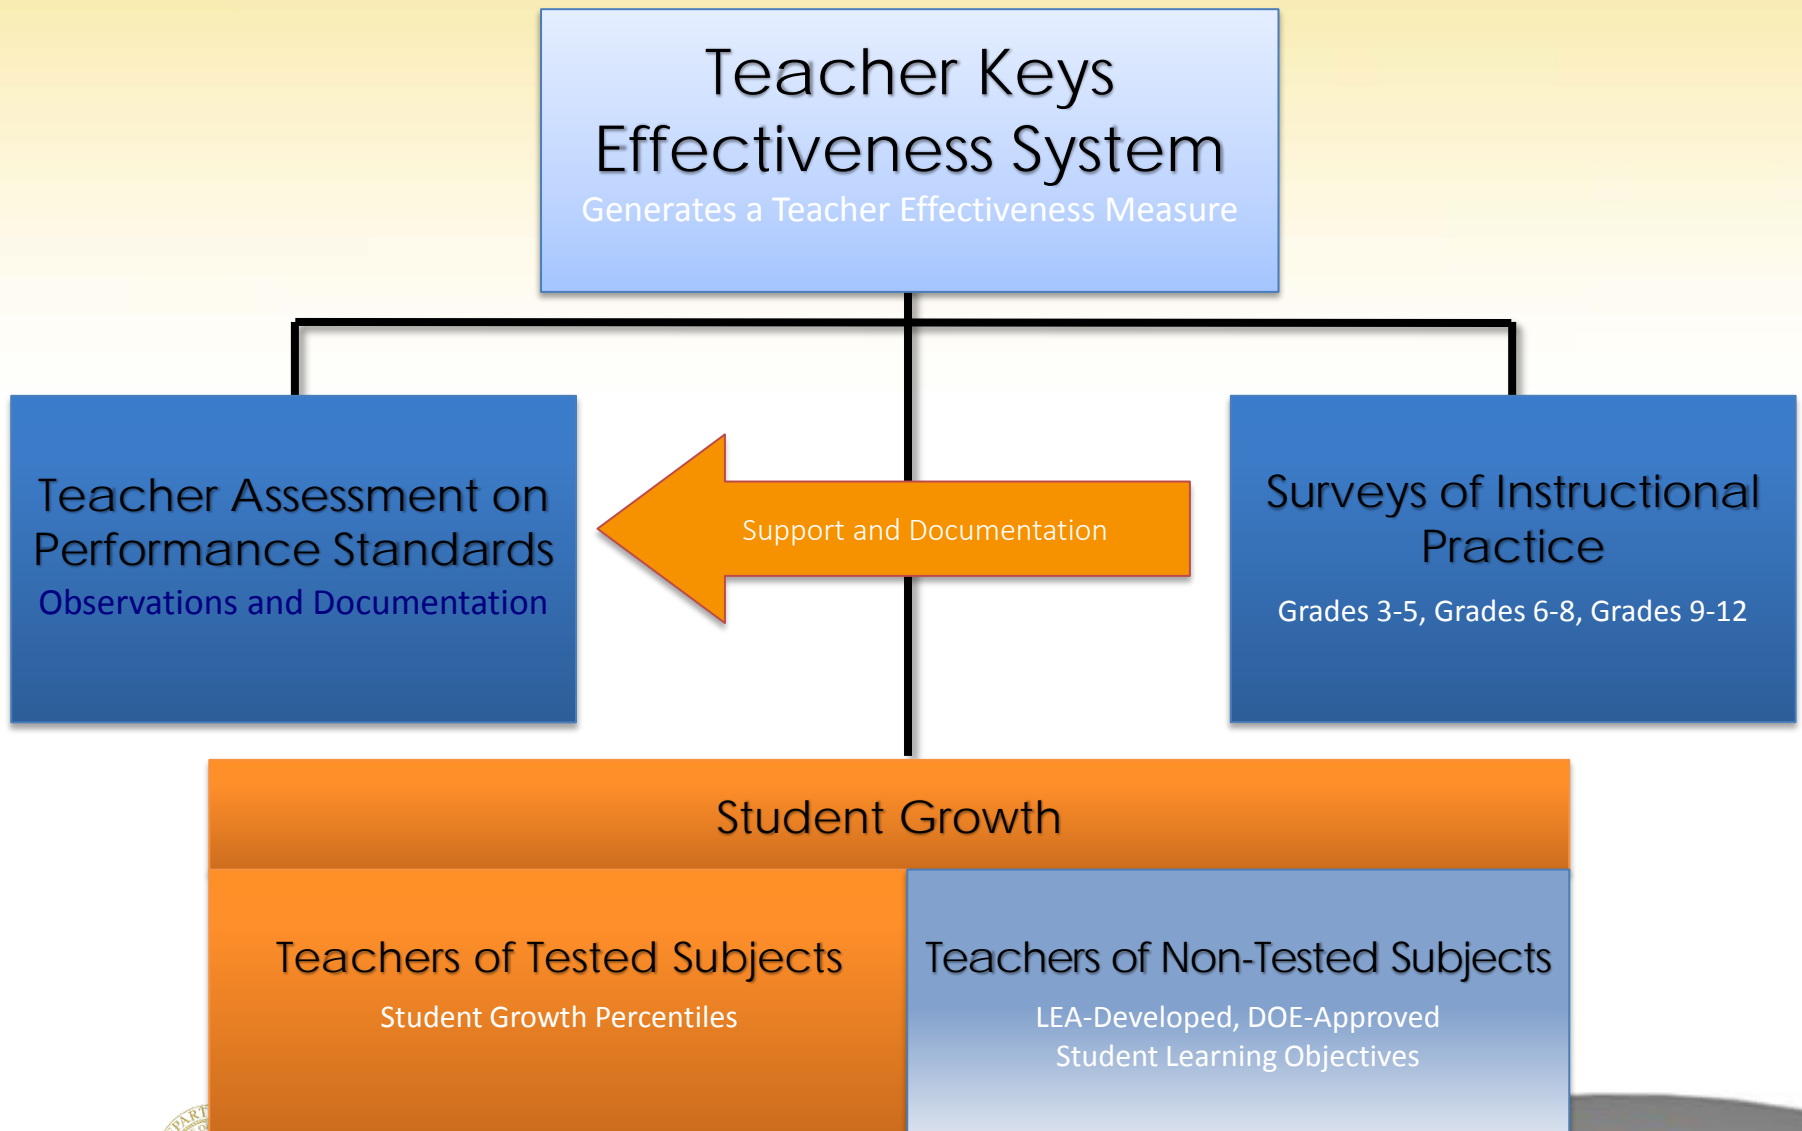 Teacher Keys
Effectiveness System
Generates a Teacher Effectiveness Measure
Teacher Assessment on
Performance Standards
Observations and Documentation
Support and Documentation
Surveys of Instructional
Practice
Grades 3-5, Grades 6-8, Grades 9-12
Student Growth
Teachers of Tested Subjects
Student Growth Percentiles
Teachers of Non-Tested Subjects
LEA-Developed, DOE-Approved
Student Learning Objectives